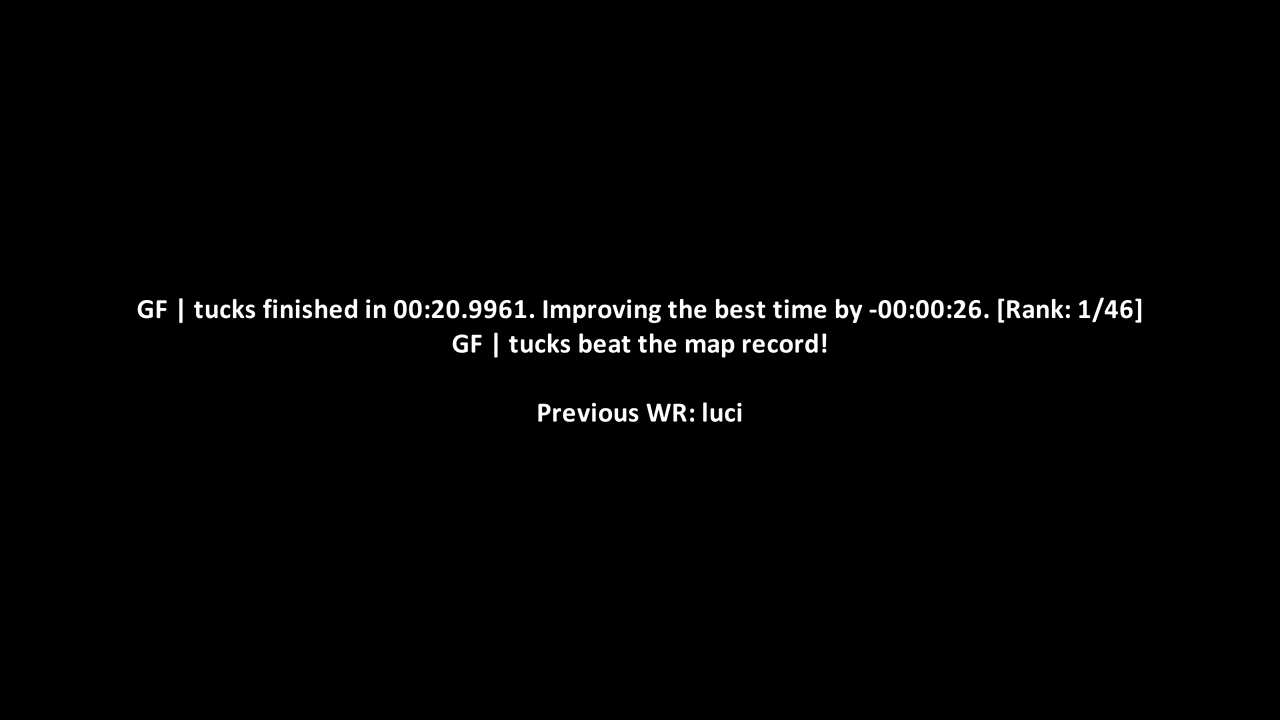 GF | tucks finished in 00:20.9961. Improving the best time by -00:00:26. [Rank: 1/46]
GF | tucks beat the map record!
Previous WR: luci